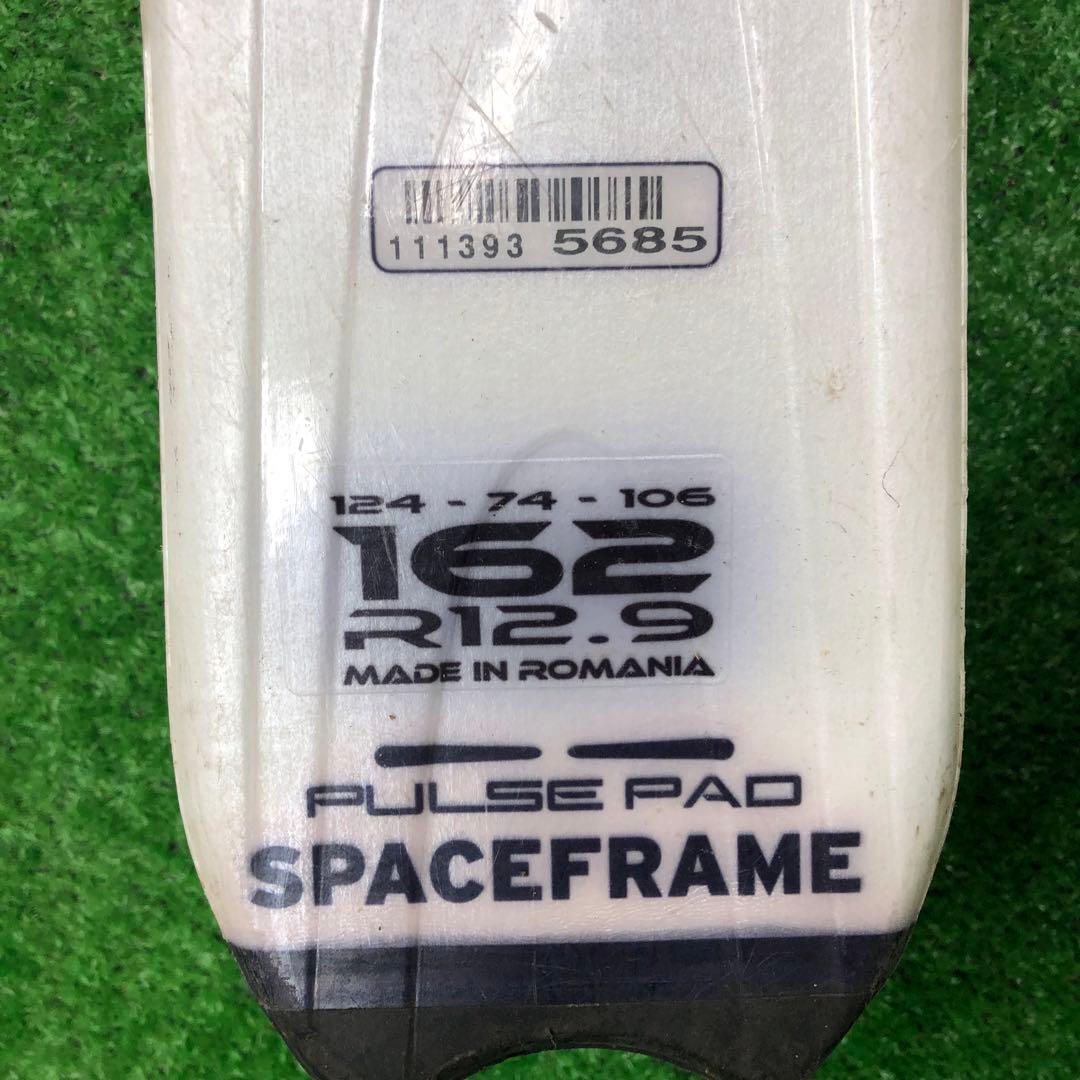 111393 5685
124 - 74 - 106
162
R12.9
MADE IN ROMANIA
PULSE PAD
SPACEFRAME